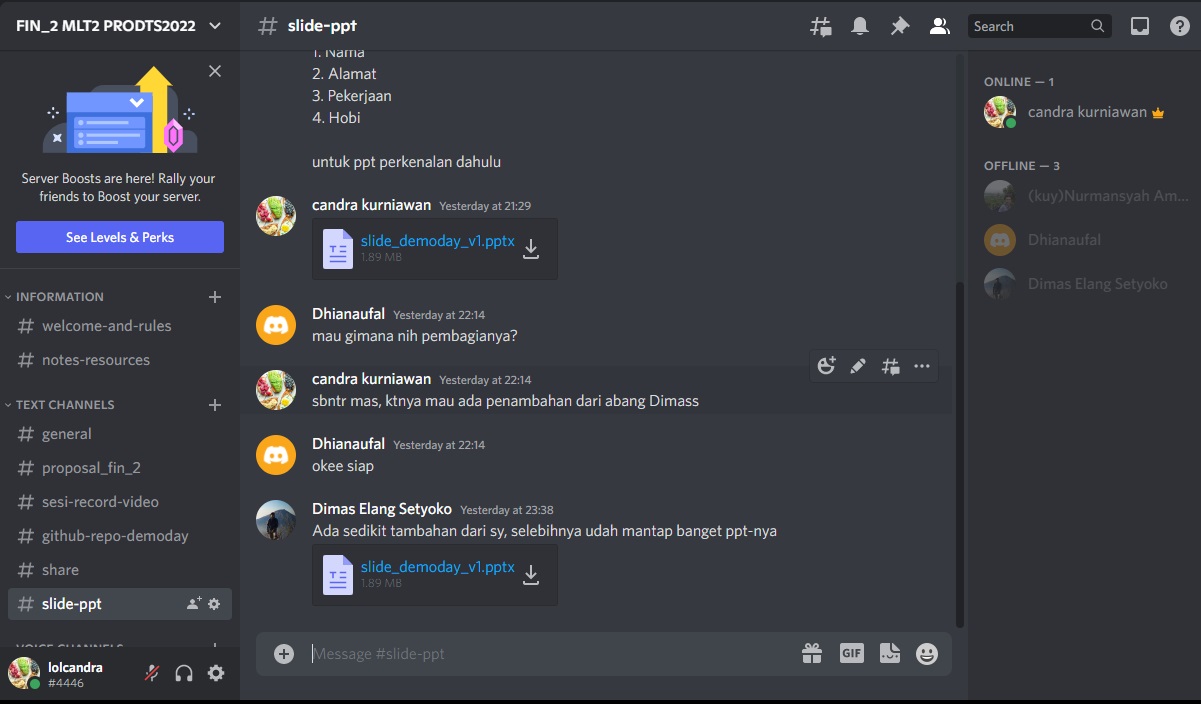 FIN_2 MLT2 PRODTS2022
Server Boosts are here! Rally your
friends to Boost your server.
See Levels & Perks
INFORMATION
welcome-and-rules
notes-resources
TEXT CHANNELS
general
proposal_fin_2
sesi-record-video
github-repo-demoday
share
slide-ppt
VOICE CHANNELS
lolcandra
#4446
slide-ppt
Search
1. Nama
2. Alamat
3. Pekerjaan
4. Hobi
untuk ppt perkenalan dahulu
candra kurniawan Yesterday at 21:29
slide_demoday_v1.pptx
1.89 MB
Dhianaufal Yesterday at 22:14
mau gimana nih pembagianya?
candra kurniawan Yesterday at 22:14
sbntr mas, ktnya mau ada penambahan dari abang Dimass
Dhianaufal Yesterday at 22:14
okee siap
Dimas Elang Setyoko Yesterday at 23:38
Ada sedikit tambahan dari sy, selebihnya udah mantap banget ppt-nya
slide_demoday_v1.pptx
1.89 MB
Message #slide-ppt
GIF
ONLINE — 1
candra kurniawan
OFFLINE — 3
(kuy)Nurmansyah Am...
Dhianaufal
Dimas Elang Setyoko